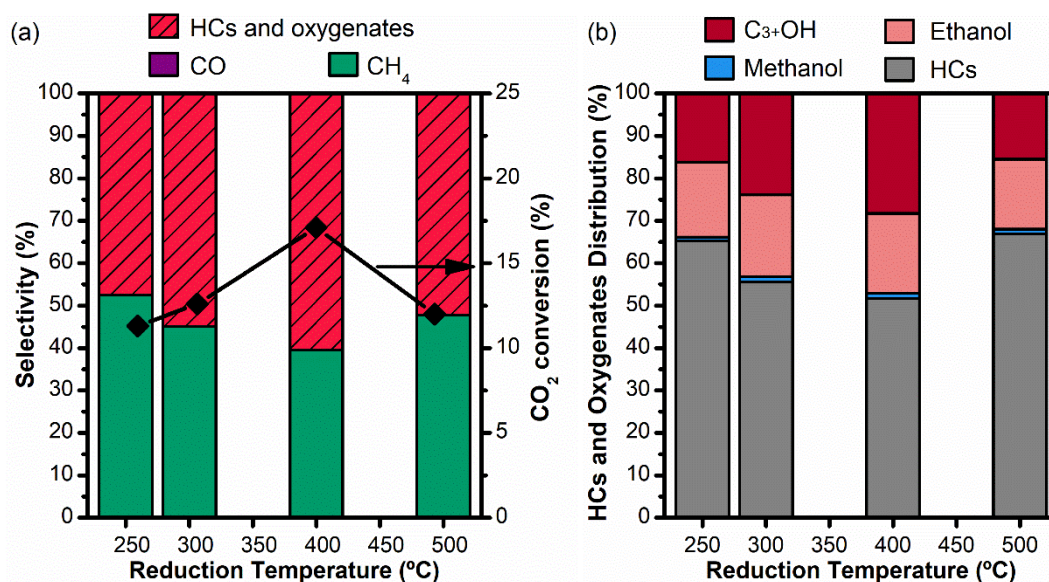 (a)
HCs and oxygenates
CO
CH₄
Selectivity (%)
100
90
80
70
60
50
40
30
20
10
0
25
20
15
10
5
0
CO₂ conversion (%)
250 300 350 400 450 500
Reduction Temperature (ºC)
(b)
C₃₊OH
Ethanol
Methanol
HCs
HCs and Oxygenates Distribution (%)
100
90
80
70
60
50
40
30
20
10
0
250 300 350 400 450 500
Reduction Temperature (ºC)